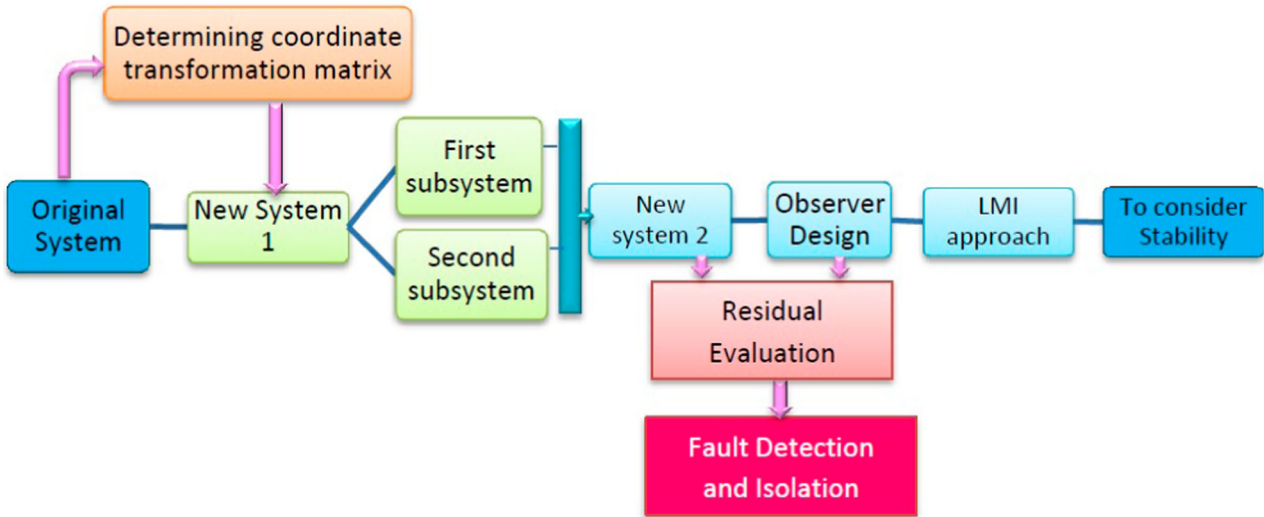 Determining coordinate
transformation matrix
Original
System
New System
1
First
subsystem
Second
subsystem
New
system 2
Observer
Design
LMI
approach
To consider
Stability
Residual
Evaluation
Fault Detection
and Isolation